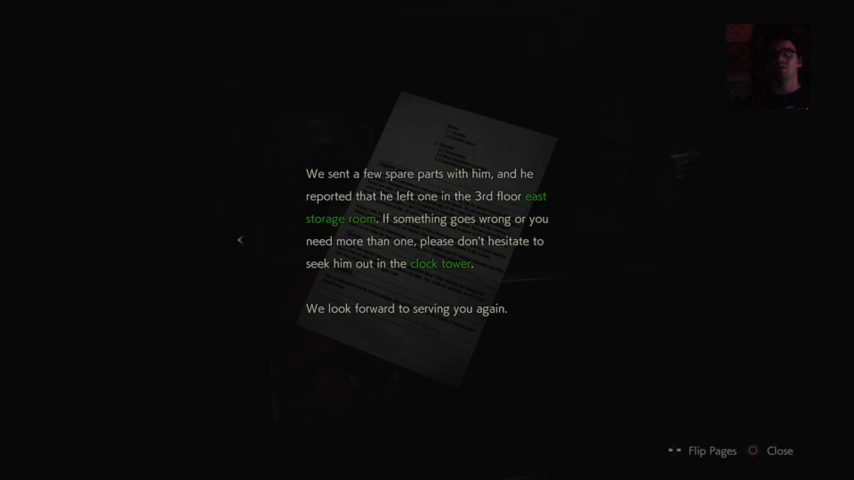 We sent a few spare parts with him, and he
reported that he left one in the 3rd floor east
storage room. If something goes wrong or you
need more than one, please don't hesitate to
seek him out in the clock tower.
We look forward to serving you again.
Flip Pages
Close